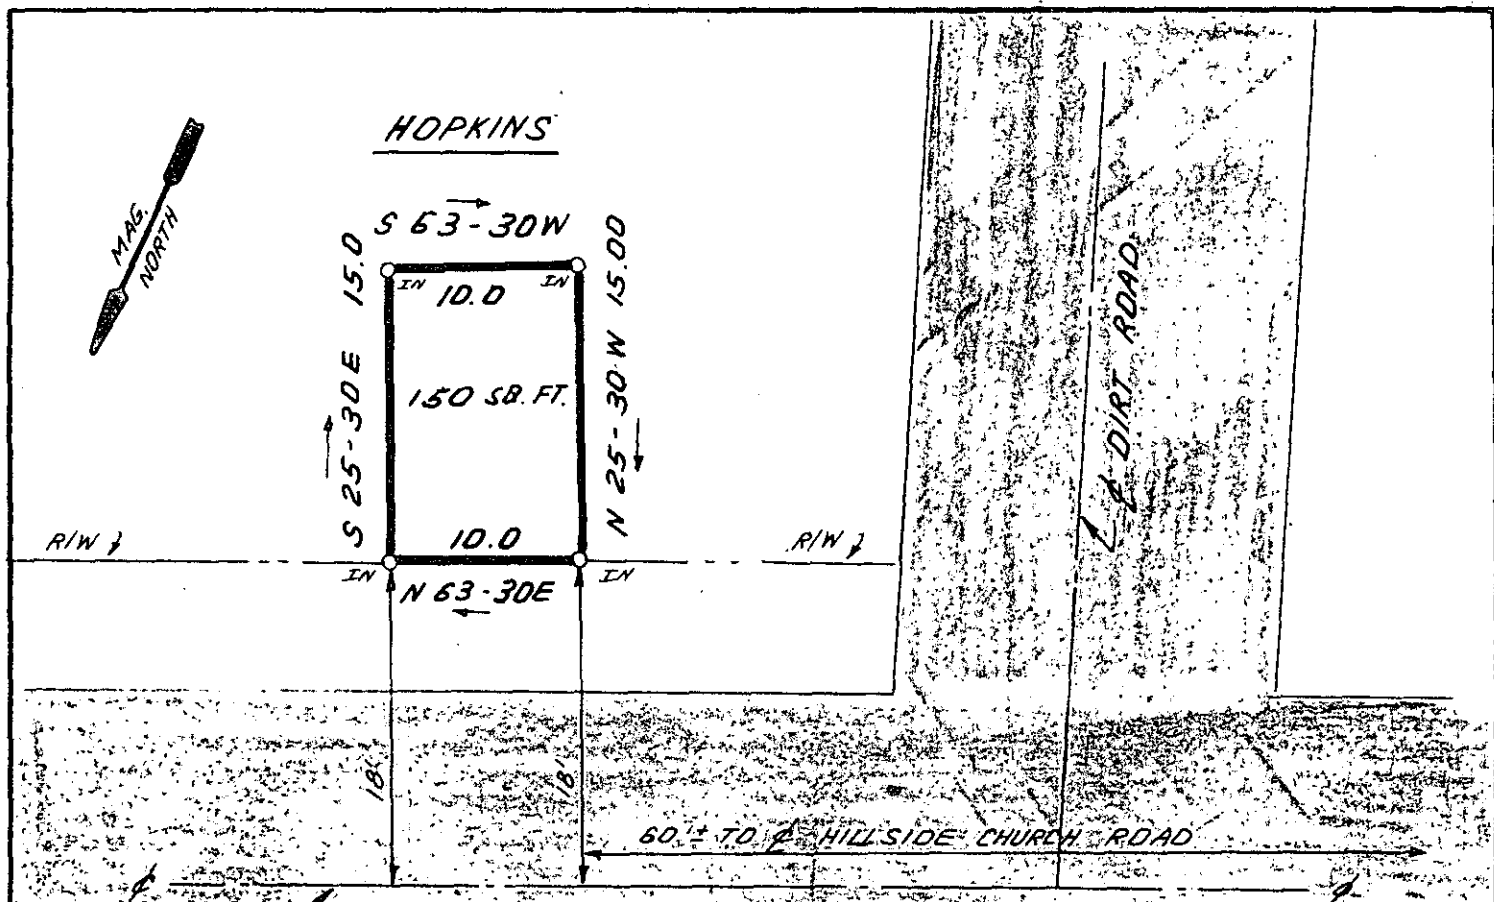 HOPKINS
MAG.
NORTH
S 63-30W
IN 10.0 IN
S 25-30E 15.0
N 25-30W 15.00
150 SQ. FT.
10.0
R/W
R/W
IN
IN
N 63-30E
℄ DIRT ROAD
18'
18'
60'± TO ℄ HILLSIDE CHURCH ROAD
℄
℄